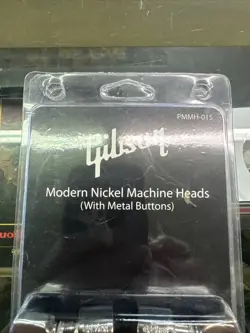 PMMH-015
Gibson
Modern Nickel Machine Heads
(With Metal Buttons)